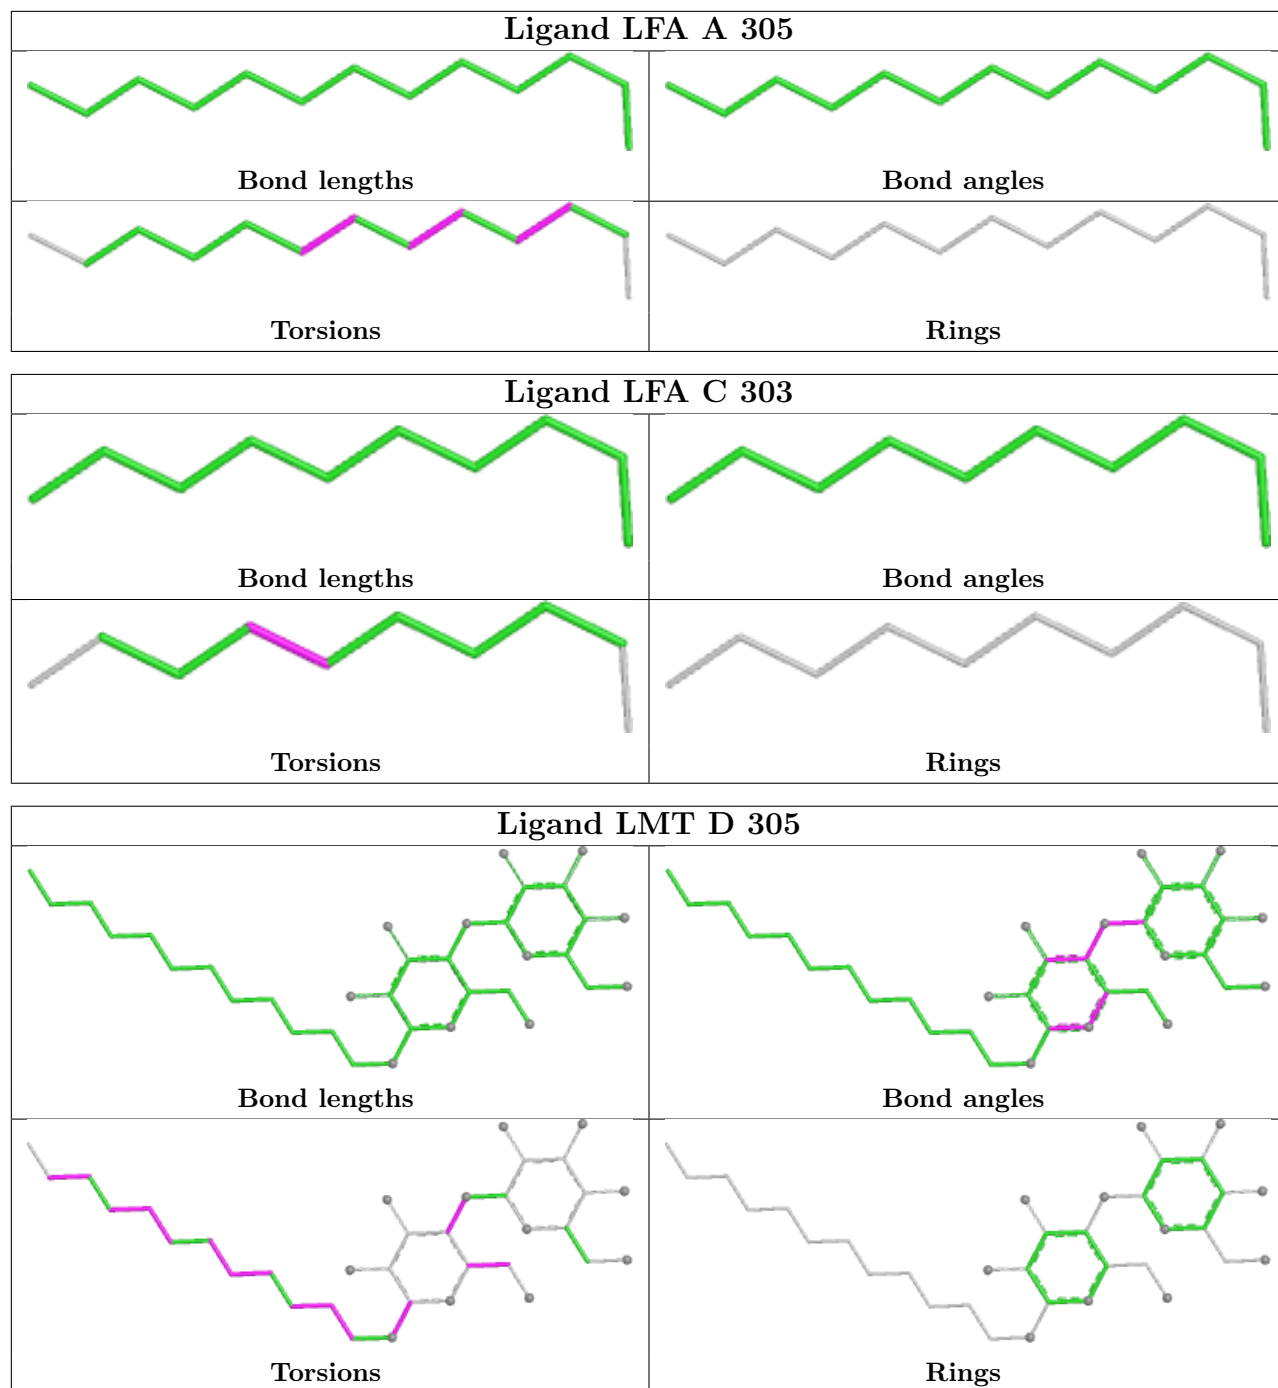 Ligand LFA A 305
Bond lengths
Bond angles
Torsions
Rings
Ligand LFA C 303
Bond lengths
Bond angles
Torsions
Rings
Ligand LMT D 305
Bond lengths
Bond angles
Torsions
Rings